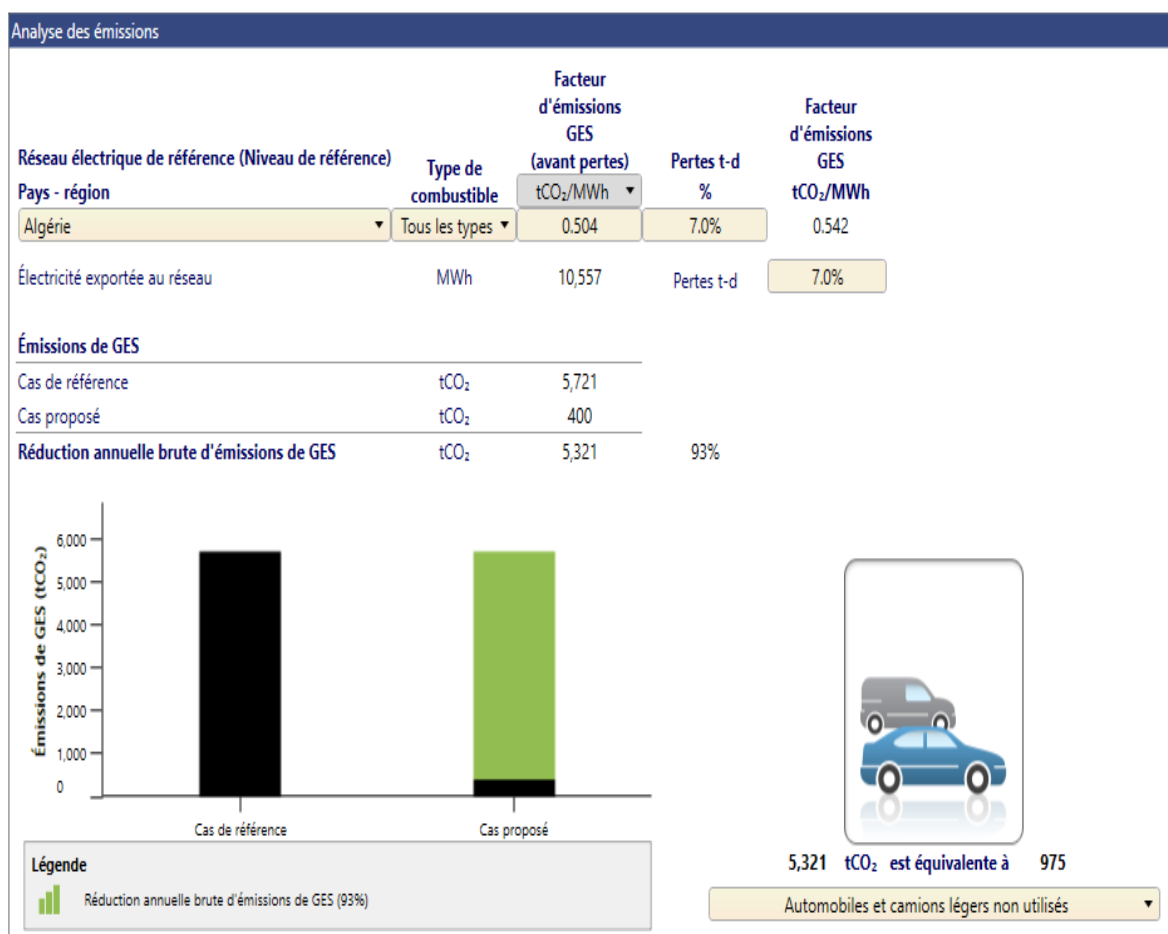 Analyse des émissions
Facteur
d'émissions
GES
(avant pertes)
Facteur
d'émissions
GES
tCO₂/MWh
Réseau électrique de référence (Niveau de référence)
Pays - région
Type de
combustible
tCO₂/MWh
Pertes t-d
%
Algérie Tous les types 0.504 7.0% 0.542
Électricité exportée au réseau MWh 10,557 Pertes t-d 7.0%
Émissions de GES
Cas de référence tCO₂ 5,721
Cas proposé tCO₂ 400
Réduction annuelle brute d'émissions de GES tCO₂ 5,321 93%
Émissions de GES (tCO₂)
6,000
5,000
4,000
3,000
2,000
1,000
0
Cas de référence Cas proposé
Légende
Réduction annuelle brute d'émissions de GES (93%)
5,321 tCO₂ est équivalente à 975
Automobiles et camions légers non utilisés